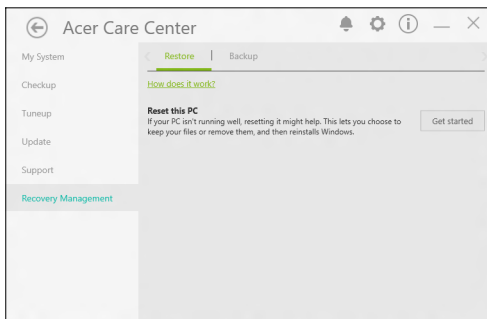 Acer Care Center
My System
Checkup
Tuneup
Update
Support
Recovery Management
Restore
Backup
How does it work?
Reset this PC
If your PC isn't running well, resetting it might help. This lets you choose to
keep your files or remove them, and then reinstalls Windows.
Get started